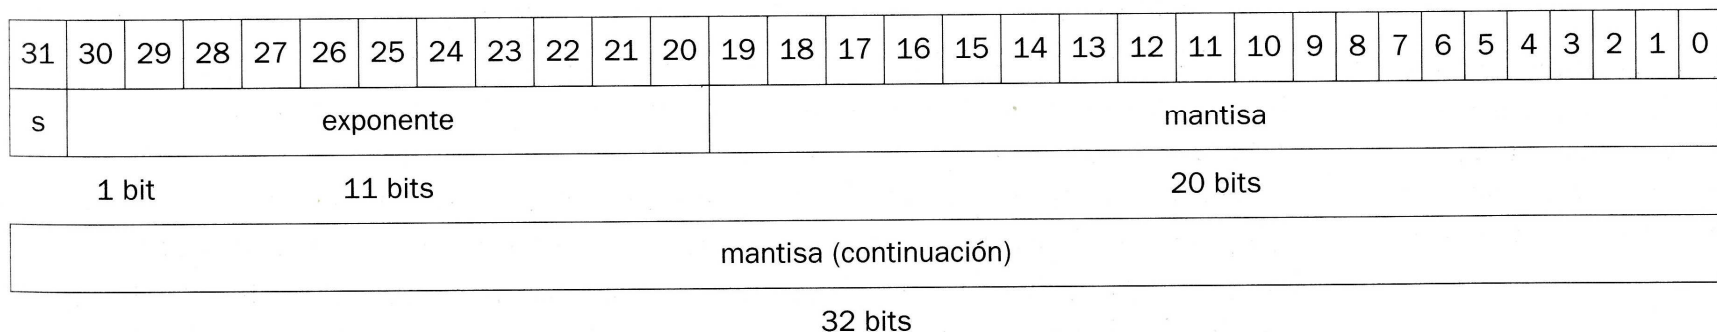 31 30 29 28 27 26 25 24 23 22 21 20 19 18 17 16 15 14 13 12 11 10 9 8 7 6 5 4 3 2 1 0
s exponente mantisa
1 bit 11 bits 20 bits
mantisa (continuación)
32 bits